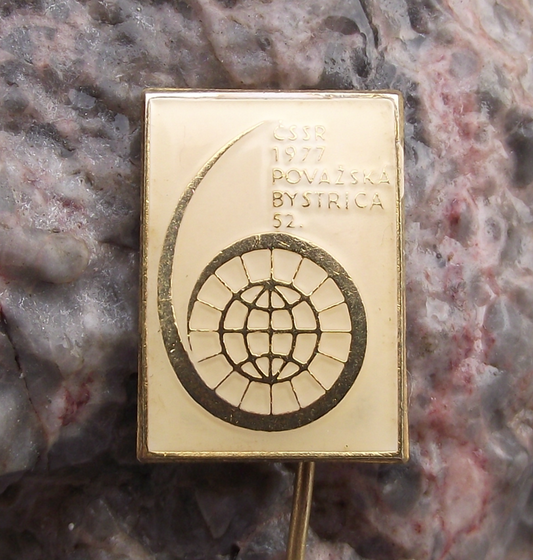 ČSSR
1977
POVAŽSKÁ
BYSTRICA
52.